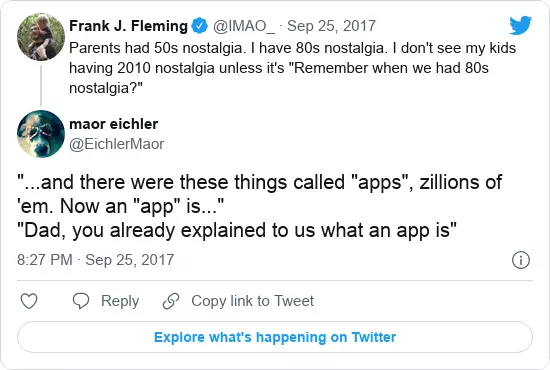 Frank J. Fleming @IMAO_ · Sep 25, 2017
Parents had 50s nostalgia. I have 80s nostalgia. I don't see my kids
having 2010 nostalgia unless it's "Remember when we had 80s
nostalgia?"
maor eichler
@EichlerMaor
"...and there were these things called "apps", zillions of
'em. Now an "app" is..."
"Dad, you already explained to us what an app is"
8:27 PM · Sep 25, 2017
Reply Copy link to Tweet
Explore what's happening on Twitter